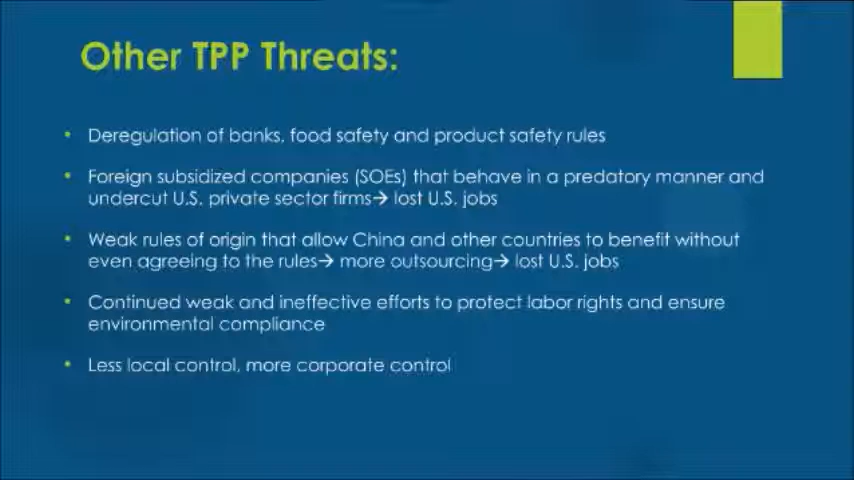 Other TPP Threats:
• Deregulation of banks, food safety and product safety rules
• Foreign subsidized companies (SOEs) that behave in a predatory manner and
undercut U.S. private sector firms→ lost U.S. jobs
• Weak rules of origin that allow China and other countries to benefit without
even agreeing to the rules→ more outsourcing→ lost U.S. jobs
• Continued weak and ineffective efforts to protect labor rights and ensure
environmental compliance
• Less local control, more corporate control